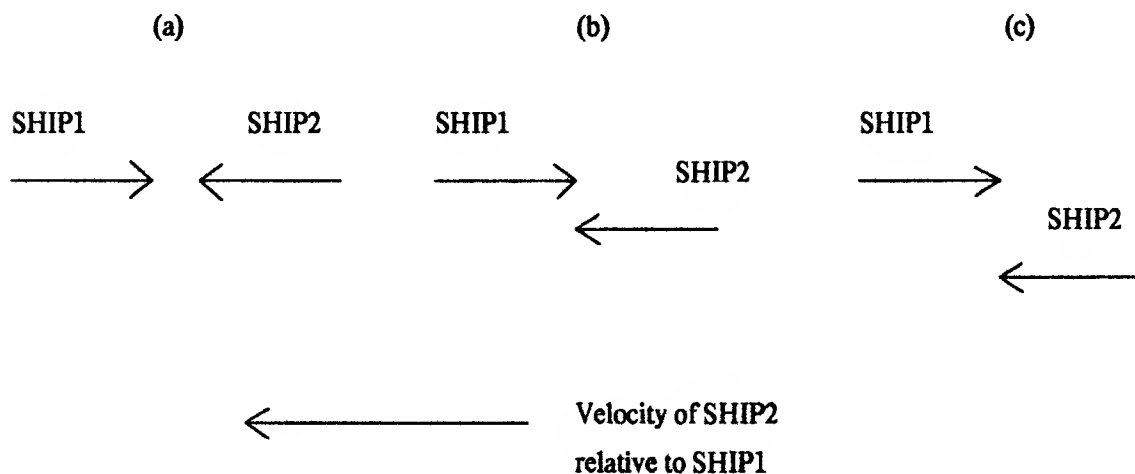 (a) (b) (c)
SHIP1 SHIP2 SHIP1 SHIP1
SHIP2
SHIP2
Velocity of SHIP2
relative to SHIP1